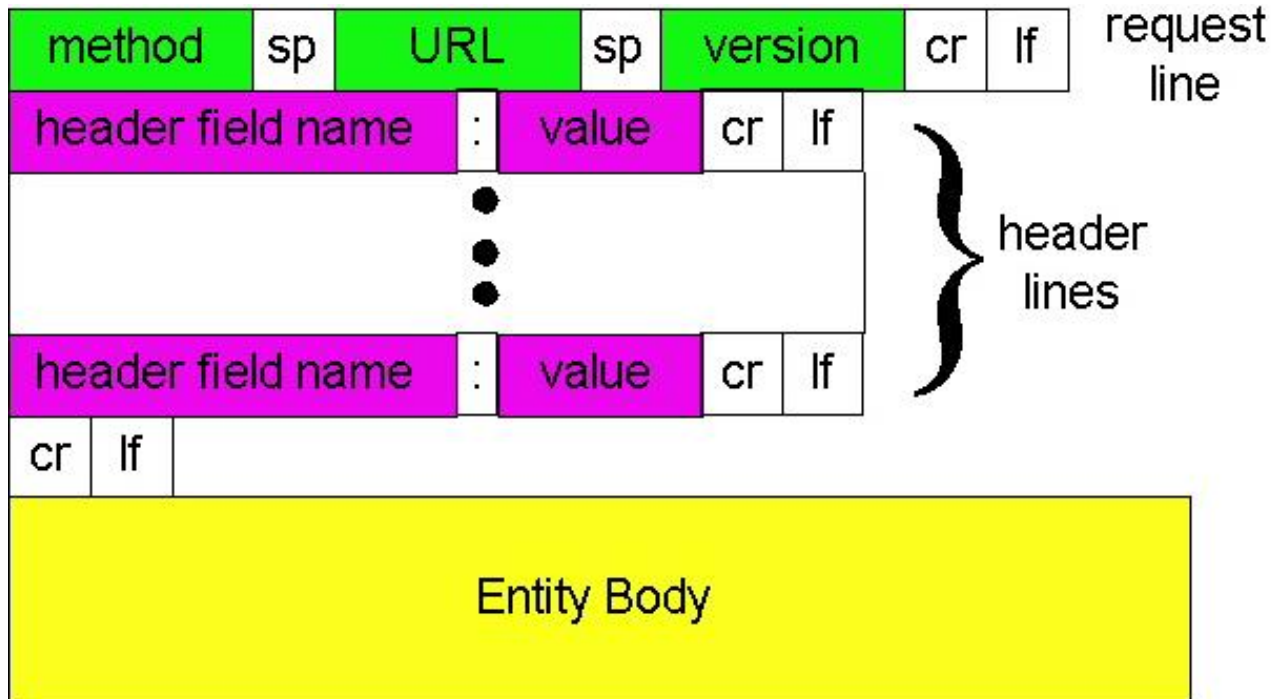 method sp URL sp version cr lf
request
line
header field name : value cr lf
header
lines
header field name : value cr lf
cr lf
Entity Body